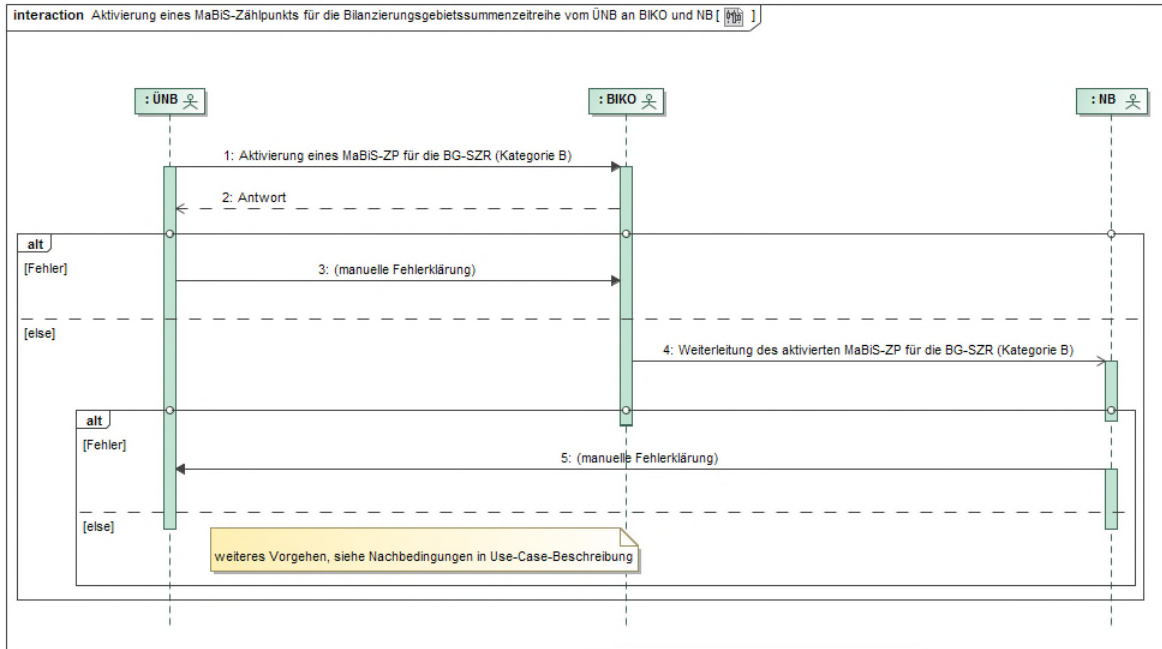 interaction Aktivierung eines MaBiS-Zählpunkts für die Bilanzierungsgebietssummenzeitreihe vom ÜNB an BIKO und NB [ ]
: ÜNB
: BIKO
: NB
1: Aktivierung eines MaBiS-ZP für die BG-SZR (Kategorie B)
2: Antwort
alt
[Fehler]
3: (manuelle Fehlerklärung)
[else]
4: Weiterleitung des aktivierten MaBiS-ZP für die BG-SZR (Kategorie B)
alt
[Fehler]
5: (manuelle Fehlerklärung)
[else]
weiteres Vorgehen, siehe Nachbedingungen in Use-Case-Beschreibung